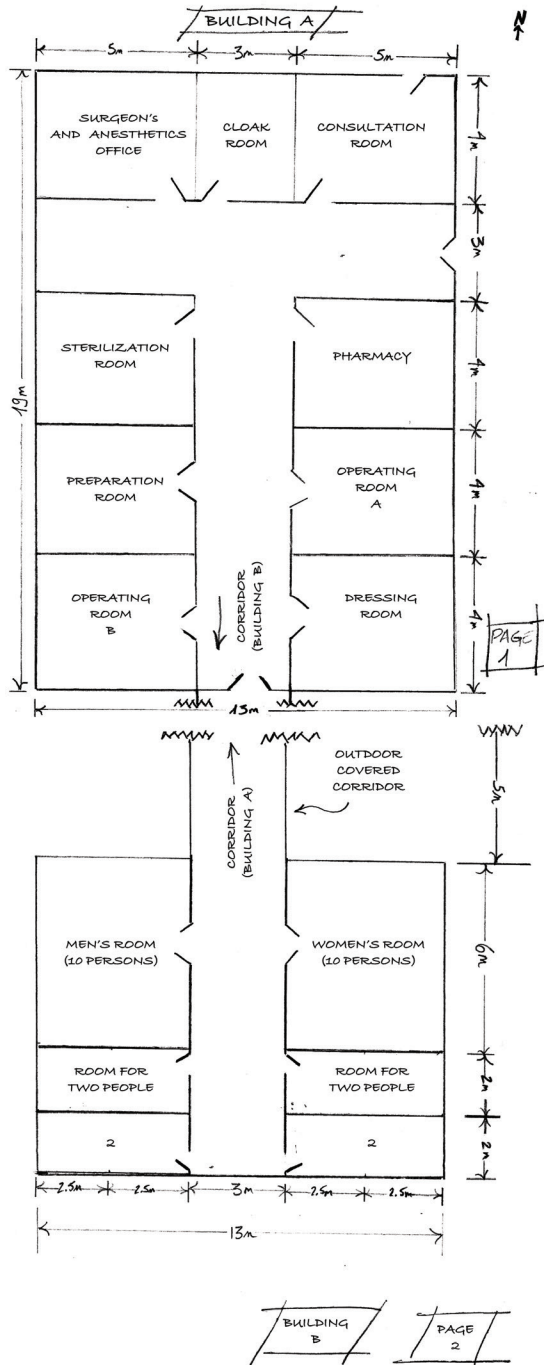 BUILDING A
N
5m
3m
5m
SURGEON'S
AND ANESTHETICS
OFFICE
CLOAK
ROOM
CONSULTATION
ROOM
4m
3m
STERILIZATION
ROOM
PHARMACY
4m
19m
PREPARATION
ROOM
OPERATING
ROOM
A
4m
OPERATING
ROOM
B
CORRIDOR
(BUILDING B)
DRESSING
ROOM
4m
PAGE
1
13m
OUTDOOR
COVERED
CORRIDOR
5m
CORRIDOR
(BUILDING A)
MEN'S ROOM
(10 PERSONS)
WOMEN'S ROOM
(10 PERSONS)
6m
ROOM FOR
TWO PEOPLE
ROOM FOR
TWO PEOPLE
2m
2
2
2m
2.5m
2.5m
3m
2.5m
2.5m
13m
BUILDING
B
PAGE
2